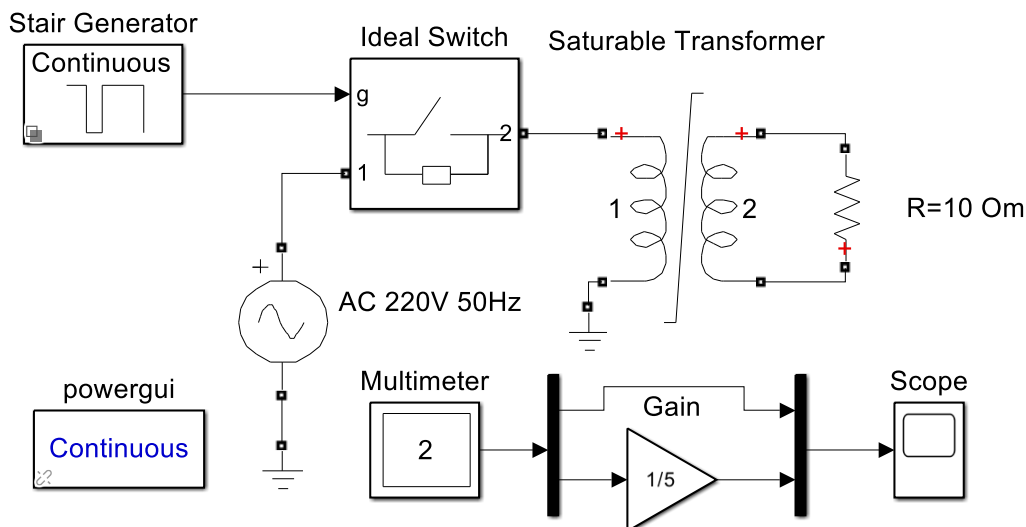 Stair Generator
Continuous
Ideal Switch
g
1
2
Saturable Transformer
+
+
1
2
+
R=10 Om
+
AC 220V 50Hz
powergui
Continuous
Multimeter
2
Gain
1/5
Scope